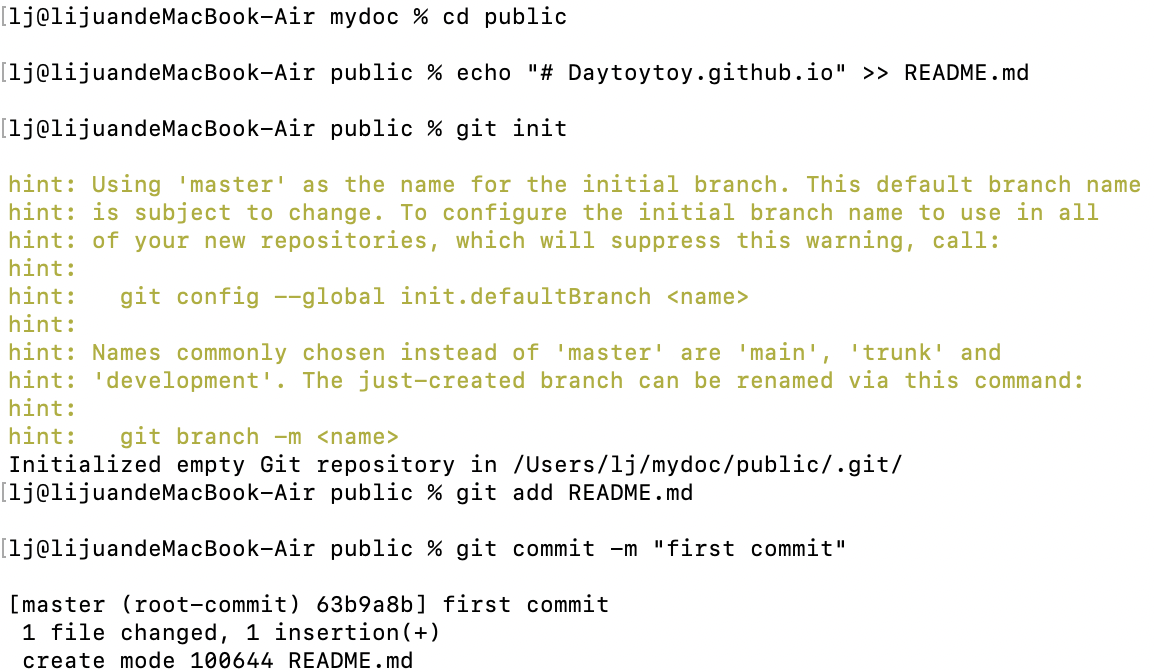 [lj@lijuandeMacBook-Air mydoc % cd public
[lj@lijuandeMacBook-Air public % echo "# Daytoytoy.github.io" >> README.md
[lj@lijuandeMacBook-Air public % git init
hint: Using 'master' as the name for the initial branch. This default branch name
hint: is subject to change. To configure the initial branch name to use in all
hint: of your new repositories, which will suppress this warning, call:
hint:
hint:   git config --global init.defaultBranch <name>
hint:
hint: Names commonly chosen instead of 'master' are 'main', 'trunk' and
hint: 'development'. The just-created branch can be renamed via this command:
hint:
hint:   git branch -m <name>
Initialized empty Git repository in /Users/lj/mydoc/public/.git/
[lj@lijuandeMacBook-Air public % git add README.md
[lj@lijuandeMacBook-Air public % git commit -m "first commit"
[master (root-commit) 63b9a8b] first commit
 1 file changed, 1 insertion(+)
 create mode 100644 README.md